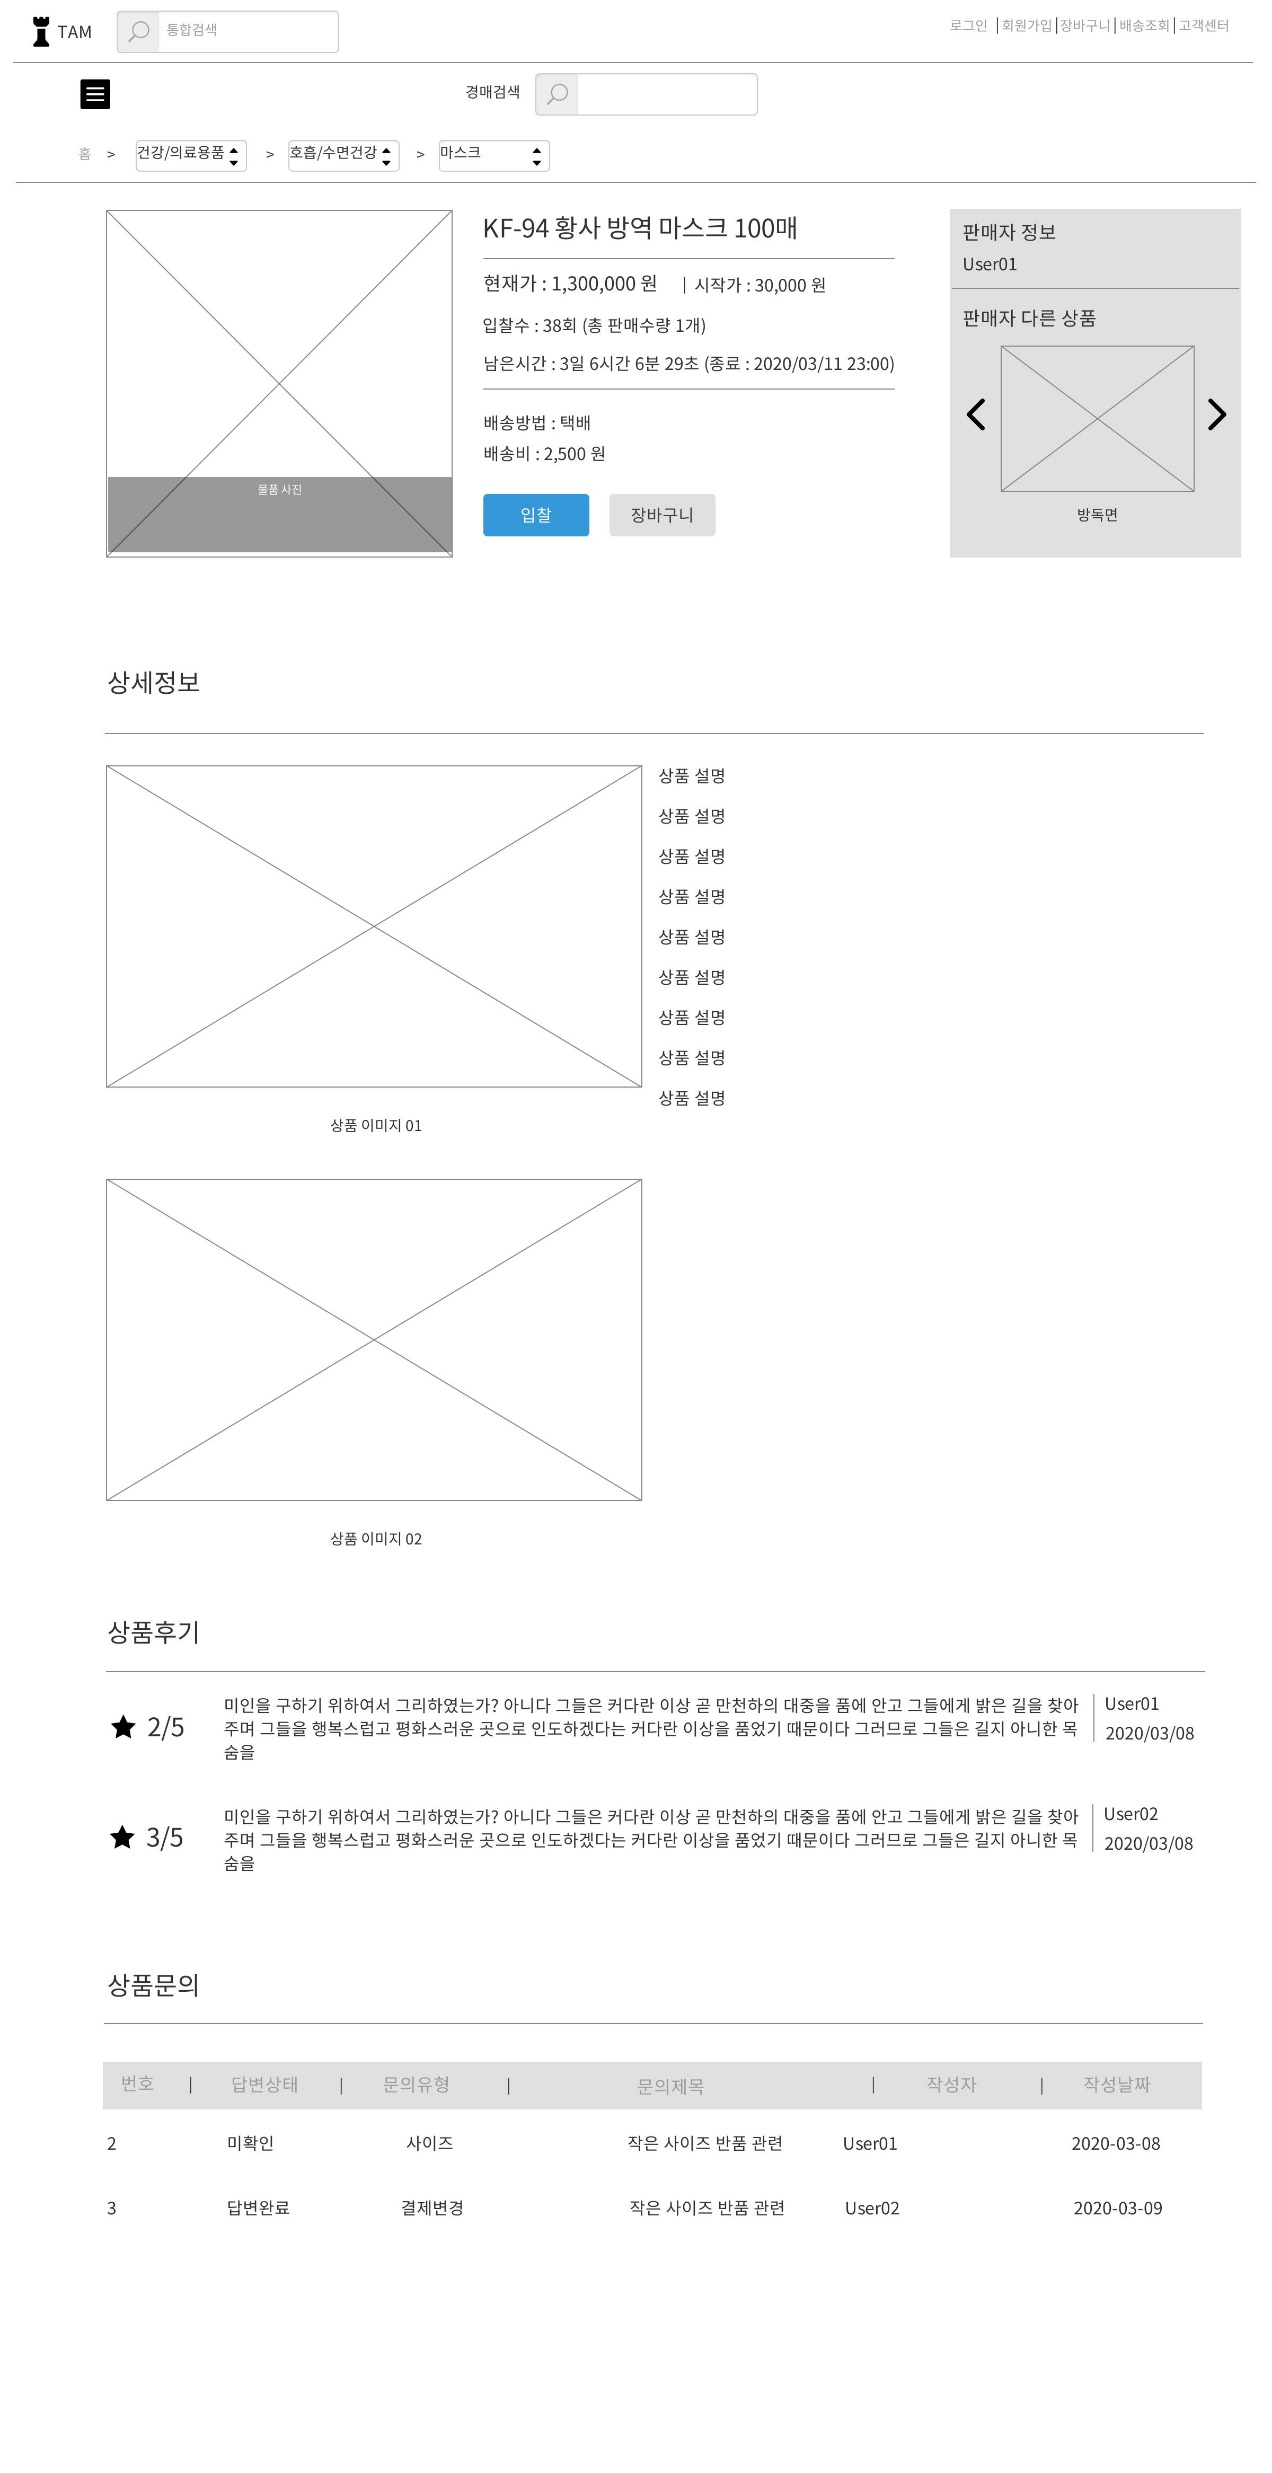 TAM
통합검색
로그인 | 회원가입 | 장바구니 | 배송조회 | 고객센터
경매검색
홈 > 건강/의료용품 > 호흡/수면건강 > 마스크
물품 사진
KF-94 황사 방역 마스크 100매
현재가 : 1,300,000 원 | 시작가 : 30,000 원
입찰수 : 38회 (총 판매수량 1개)
남은시간 : 3일 6시간 6분 29초 (종료 : 2020/03/11 23:00)
배송방법 : 택배
배송비 : 2,500 원
입찰
장바구니
판매자 정보
User01
판매자 다른 상품
방독면
상세정보
상품 설명
상품 설명
상품 설명
상품 설명
상품 설명
상품 설명
상품 설명
상품 설명
상품 설명
상품 이미지 01
상품 이미지 02
상품후기
2/5
미인을 구하기 위하여서 그리하였는가? 아니다 그들은 커다란 이상 곧 만천하의 대중을 품에 안고 그들에게 밝은 길을 찾아
주며 그들을 행복스럽고 평화스러운 곳으로 인도하겠다는 커다란 이상을 품었기 때문이다 그러므로 그들은 길지 아니한 목
숨을
User01
2020/03/08
3/5
미인을 구하기 위하여서 그리하였는가? 아니다 그들은 커다란 이상 곧 만천하의 대중을 품에 안고 그들에게 밝은 길을 찾아
주며 그들을 행복스럽고 평화스러운 곳으로 인도하겠다는 커다란 이상을 품었기 때문이다 그러므로 그들은 길지 아니한 목
숨을
User02
2020/03/08
상품문의
번호 | 답변상태 | 문의유형 | 문의제목 | 작성자 | 작성날짜
2 미확인 사이즈 작은 사이즈 반품 관련 User01 2020-03-08
3 답변완료 결제변경 작은 사이즈 반품 관련 User02 2020-03-09